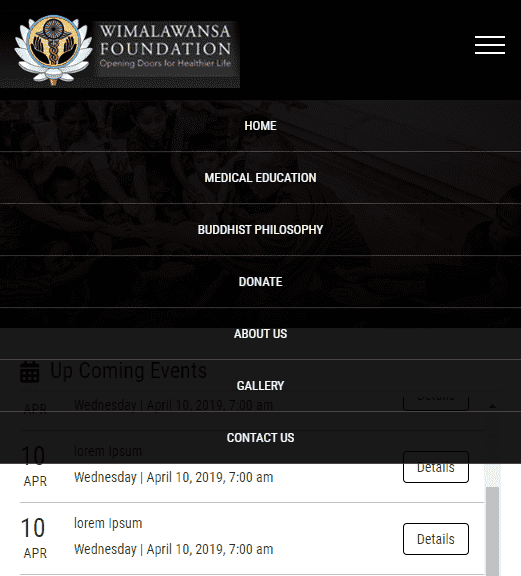 WIMALAWANSA
FOUNDATION
Opening Doors for Healthier Life
HOME
MEDICAL EDUCATION
BUDDHIST PHILOSOPHY
DONATE
ABOUT US
Up Coming Events
GALLERY
APR
Wednesday | April 10, 2019, 7:00 am
Details
CONTACT US
10
APR
lorem Ipsum
Wednesday | April 10, 2019, 7:00 am
Details
10
APR
lorem Ipsum
Wednesday | April 10, 2019, 7:00 am
Details